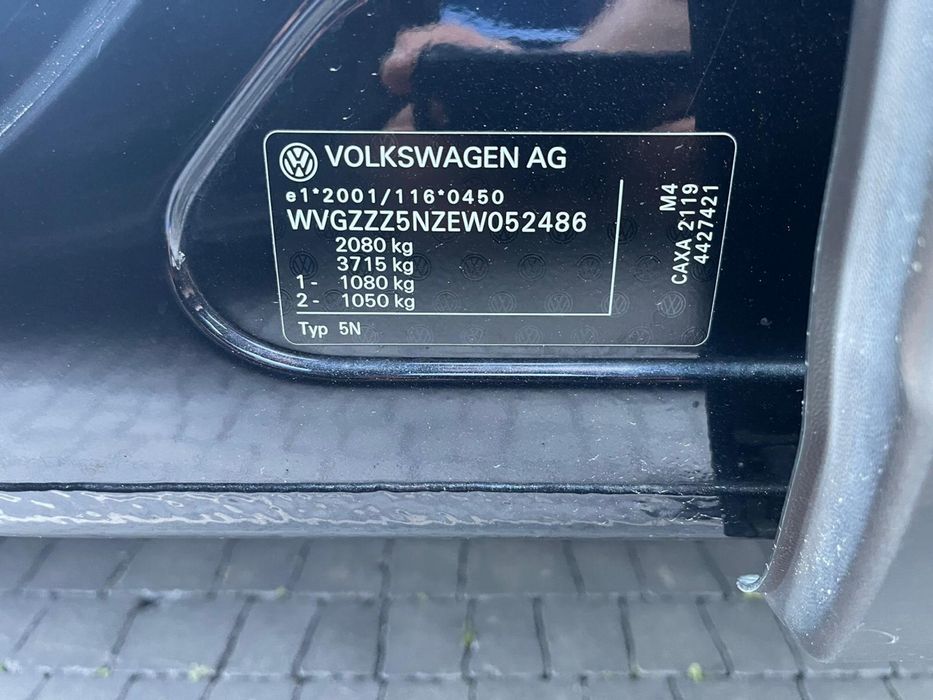 VOLKSWAGEN AG
e1*2001/116*0450
WVGZZZ5NZEW052486
2080 kg
3715 kg
1- 1080 kg
2- 1050 kg
Typ 5N
M4
CAXA 2119
4427421